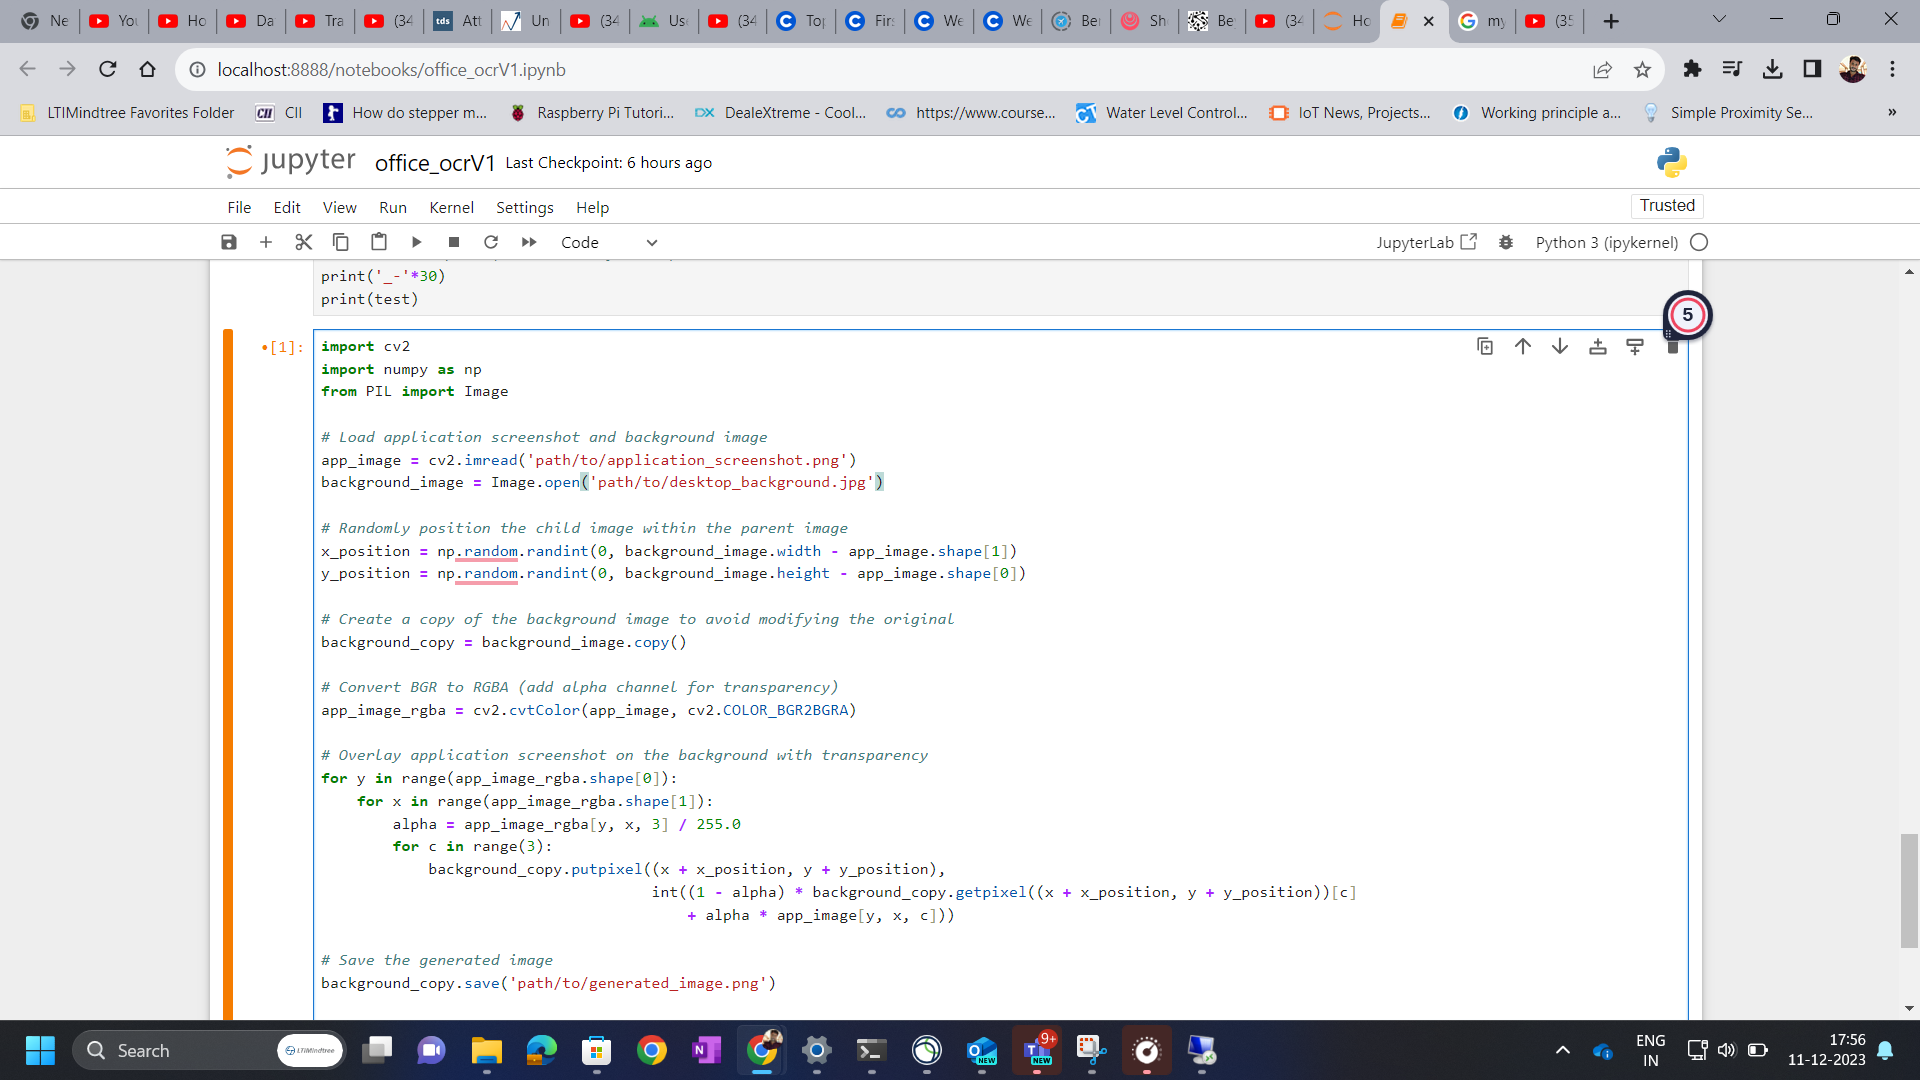 Ne
You
Ho
Da
Tra
(34
tds
Att
Un
(34
Use
(34
Top
Firs
We
We
Ber
Sh
Be
(34
Ho
my
(35
localhost:8888/notebooks/office_ocrV1.ipynb
LTIMindtree Favorites Folder
CII
How do stepper m...
Raspberry Pi Tutori...
DX DealeXtreme - Cool...
https://www.course...
Water Level Control...
IoT News, Projects...
Working principle a...
Simple Proximity Se...
»
jupyter office_ocrV1 Last Checkpoint: 6 hours ago
File Edit View Run Kernel Settings Help
Trusted
Code
JupyterLab
Python 3 (ipykernel)
print('_-'*30)
print(test)
5
•[1]:
import cv2
import numpy as np
from PIL import Image
# Load application screenshot and background image
app_image = cv2.imread('path/to/application_screenshot.png')
background_image = Image.open('path/to/desktop_background.jpg')
# Randomly position the child image within the parent image
x_position = np.random.randint(0, background_image.width - app_image.shape[1])
y_position = np.random.randint(0, background_image.height - app_image.shape[0])
# Create a copy of the background image to avoid modifying the original
background_copy = background_image.copy()
# Convert BGR to RGBA (add alpha channel for transparency)
app_image_rgba = cv2.cvtColor(app_image, cv2.COLOR_BGR2BGRA)
# Overlay application screenshot on the background with transparency
for y in range(app_image_rgba.shape[0]):
for x in range(app_image_rgba.shape[1]):
alpha = app_image_rgba[y, x, 3] / 255.0
for c in range(3):
background_copy.putpixel((x + x_position, y + y_position),
int((1 - alpha) * background_copy.getpixel((x + x_position, y + y_position))[c]
+ alpha * app_image[y, x, c]))
# Save the generated image
background_copy.save('path/to/generated_image.png')
Search
LTIMindtree
NEW
9+
NEW
ENG
IN
17:56
11-12-2023